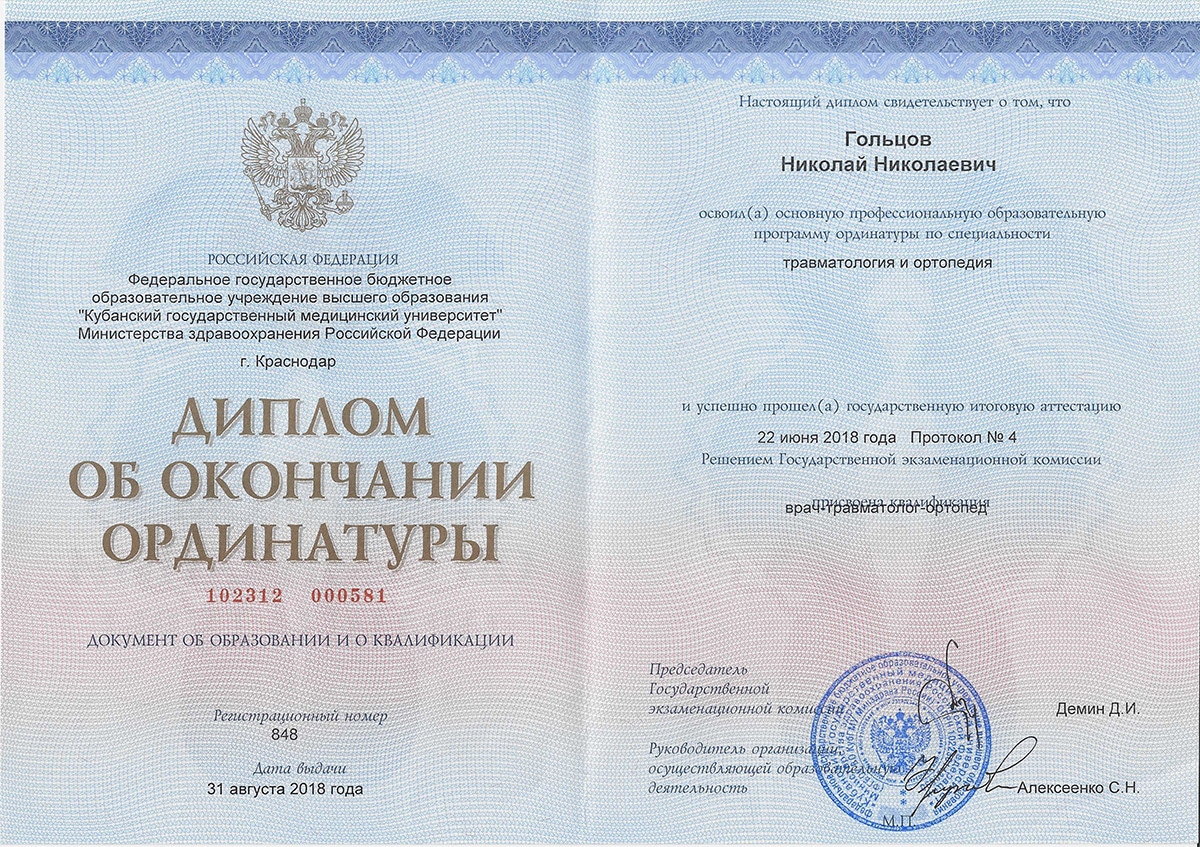 РОССИЙСКАЯ ФЕДЕРАЦИЯ
Федеральное государственное бюджетное
образовательное учреждение высшего образования
"Кубанский государственный медицинский университет"
Министерства здравоохранения Российской Федерации
г. Краснодар
ДИПЛОМ
ОБ ОКОНЧАНИИ
ОРДИНАТУРЫ
102312 000581
ДОКУМЕНТ ОБ ОБРАЗОВАНИИ И О КВАЛИФИКАЦИИ
Регистрационный номер
848
Дата выдачи
31 августа 2018 года
Настоящий диплом свидетельствует о том, что
Гольцов
Николай Николаевич
освоил(а) основную профессиональную образовательную
программу ординатуры по специальности
травматология и ортопедия
и успешно прошел(а) государственную итоговую аттестацию
22 июня 2018 года Протокол № 4
Решением Государственной экзаменационной комиссии
присвоена квалификация
врач-травматолог-ортопед
Председатель
Государственной
экзаменационной комиссии
Демин Д.И.
Руководитель организации,
осуществляющей образовательную
деятельность
Алексеенко С.Н.
М.П.